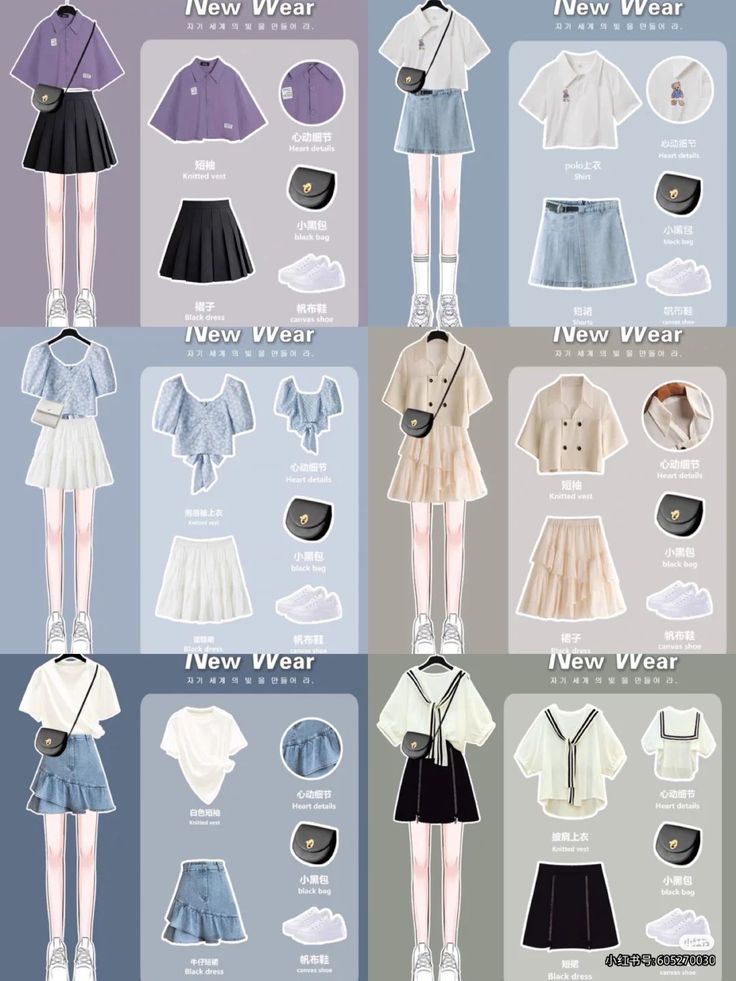 New Wear
자기 세계의 빛을 만들어 라.
心动细节
Heart details
短袖
Knitted vest
小黑包
black bag
裙子
Black dress
帆布鞋
canvas shoe
New Wear
자기 세계의 빛을 만들어 라.
心动细节
Heart details
polo上衣
Shirt
小黑包
black bag
短裙
Shorts
帆布鞋
canvas shoe
New Wear
자기 세계의 빛을 만들어 라.
心动细节
Heart details
泡泡袖上衣
Knitted vest
小黑包
black bag
Black dress
帆布鞋
canvas shoe
New Wear
자기 세계의 빛을 만들어 라.
心动细节
Heart details
短袖
Knitted vest
小黑包
black bag
裙子
Black dress
帆布鞋
canvas shoe
New Wear
자기 세계의 빛을 만들어 라.
心动细节
Heart details
白色短袖
Knitted vest
小黑包
black bag
牛仔短裙
Black dress
帆布鞋
canvas shoe
New Wear
자기 세계의 빛을 만들어 라.
心动细节
Heart details
披肩上衣
Knitted vest
小黑包
black bag
短裙
Black dress
小红书
小红书号: 605270030